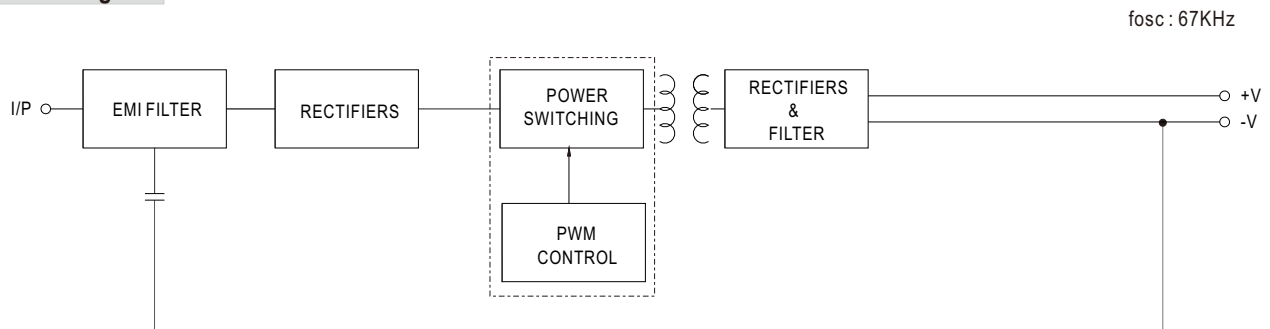 fosc : 67KHz
I/P
EMI FILTER
RECTIFIERS
POWER
SWITCHING
RECTIFIERS
&
FILTER
+V
-V
PWM
CONTROL